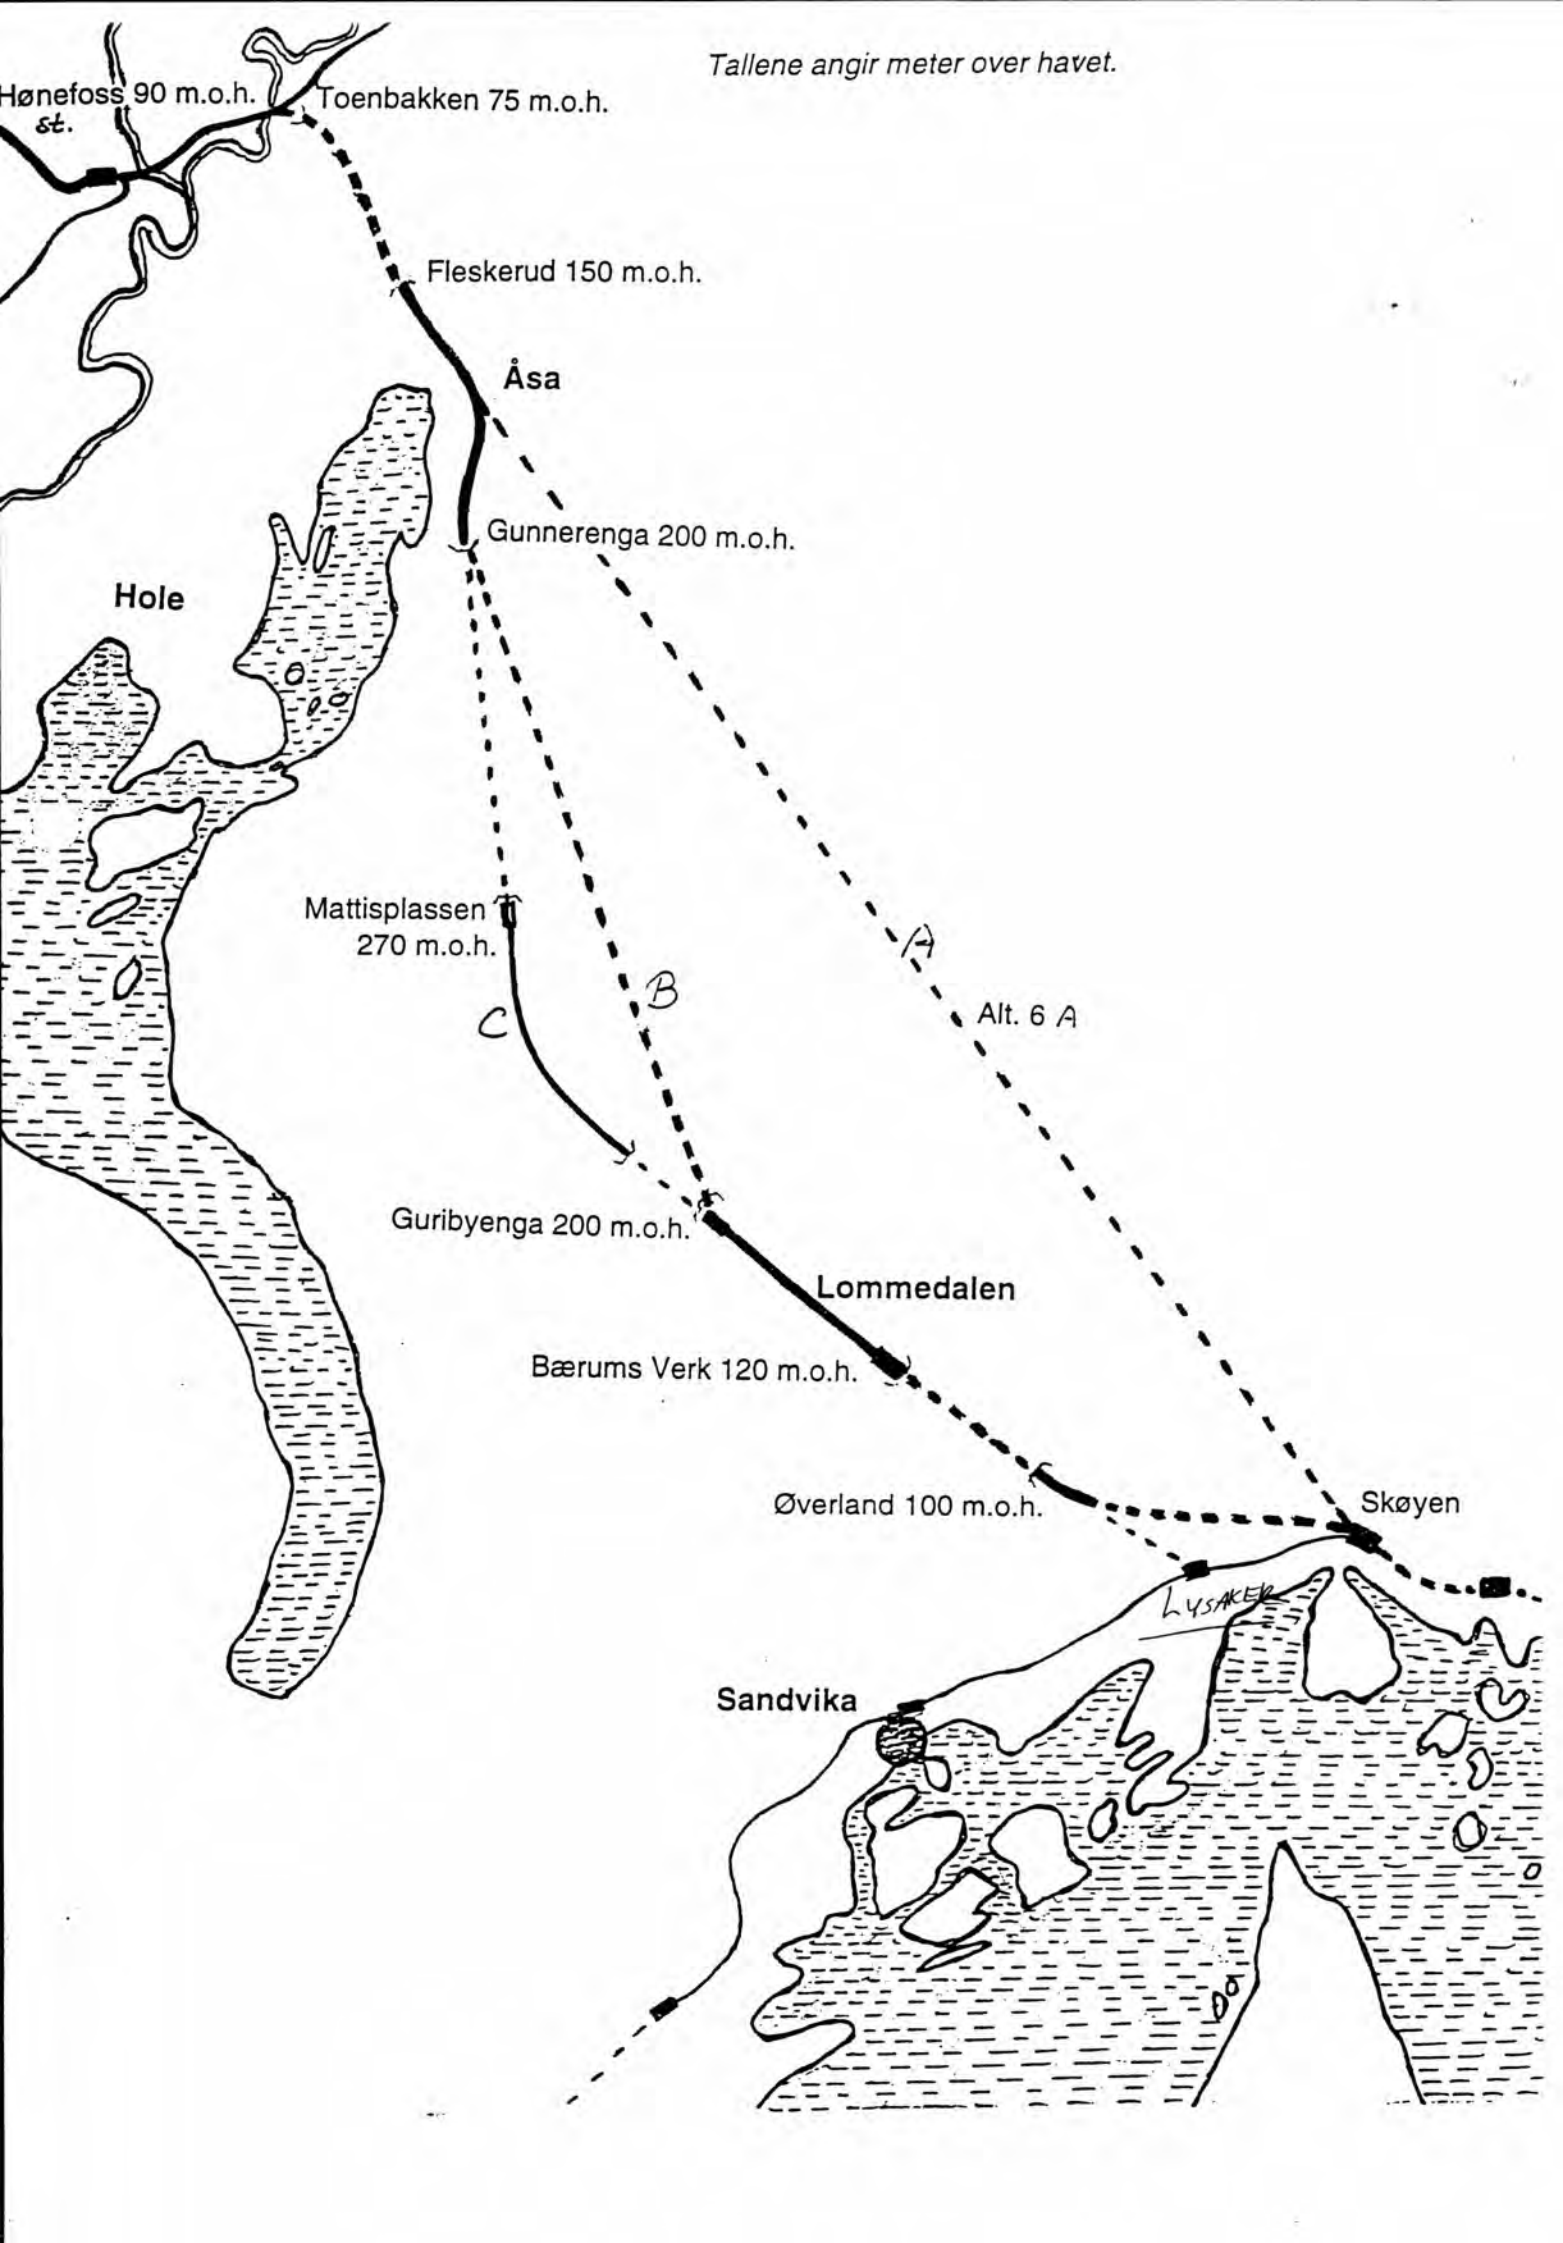 Tallene angir meter over havet.
Hønefoss 90 m.o.h.
st.
Toenbakken 75 m.o.h.
Fleskerud 150 m.o.h.
Åsa
Gunnerenga 200 m.o.h.
Hole
Mattisplassen
270 m.o.h.
A
B
C
Alt. 6 A
Guribyenga 200 m.o.h.
Lommedalen
Bærums Verk 120 m.o.h.
Øverland 100 m.o.h.
Skøyen
LYSAKER
Sandvika